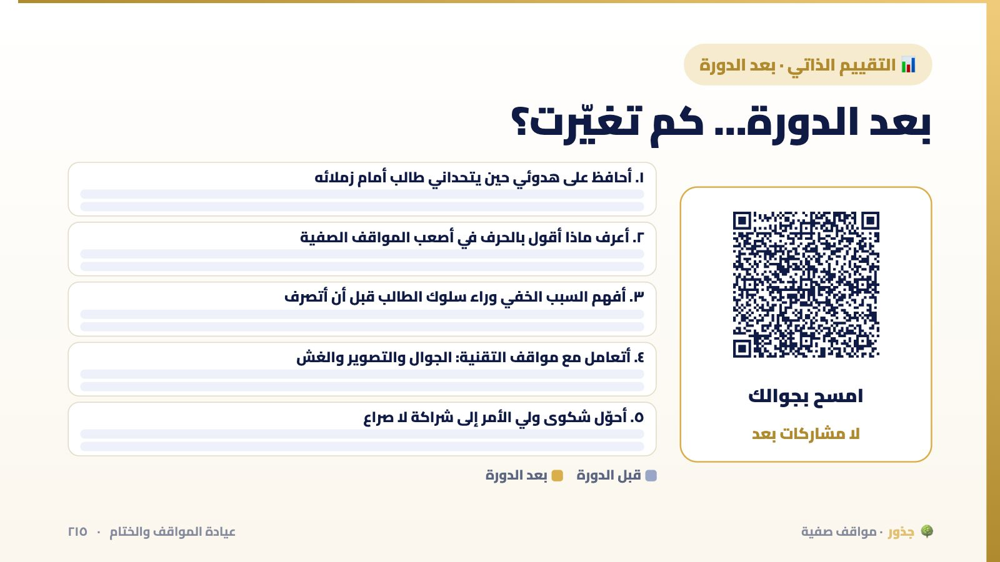 التقييم الذاتي · بعد الدورة
بعد الدورة... كم تغيّرت؟
امسح بجوالك
لا مشاركات بعد
١. أحافظ على هدوئي حين يتحداني طالب أمام زملائه
٢. أعرف ماذا أقول بالحرف في أصعب المواقف الصفية
٣. أفهم السبب الخفي وراء سلوك الطالب قبل أن أتصرف
٤. أتعامل مع مواقف التقنية: الجوال والتصوير والغش
٥. أحوّل شكوى ولي الأمر إلى شراكة لا صراع
قبل الدورة بعد الدورة
جذور · مواقف صفية
عيادة المواقف والختام · ٢١٥